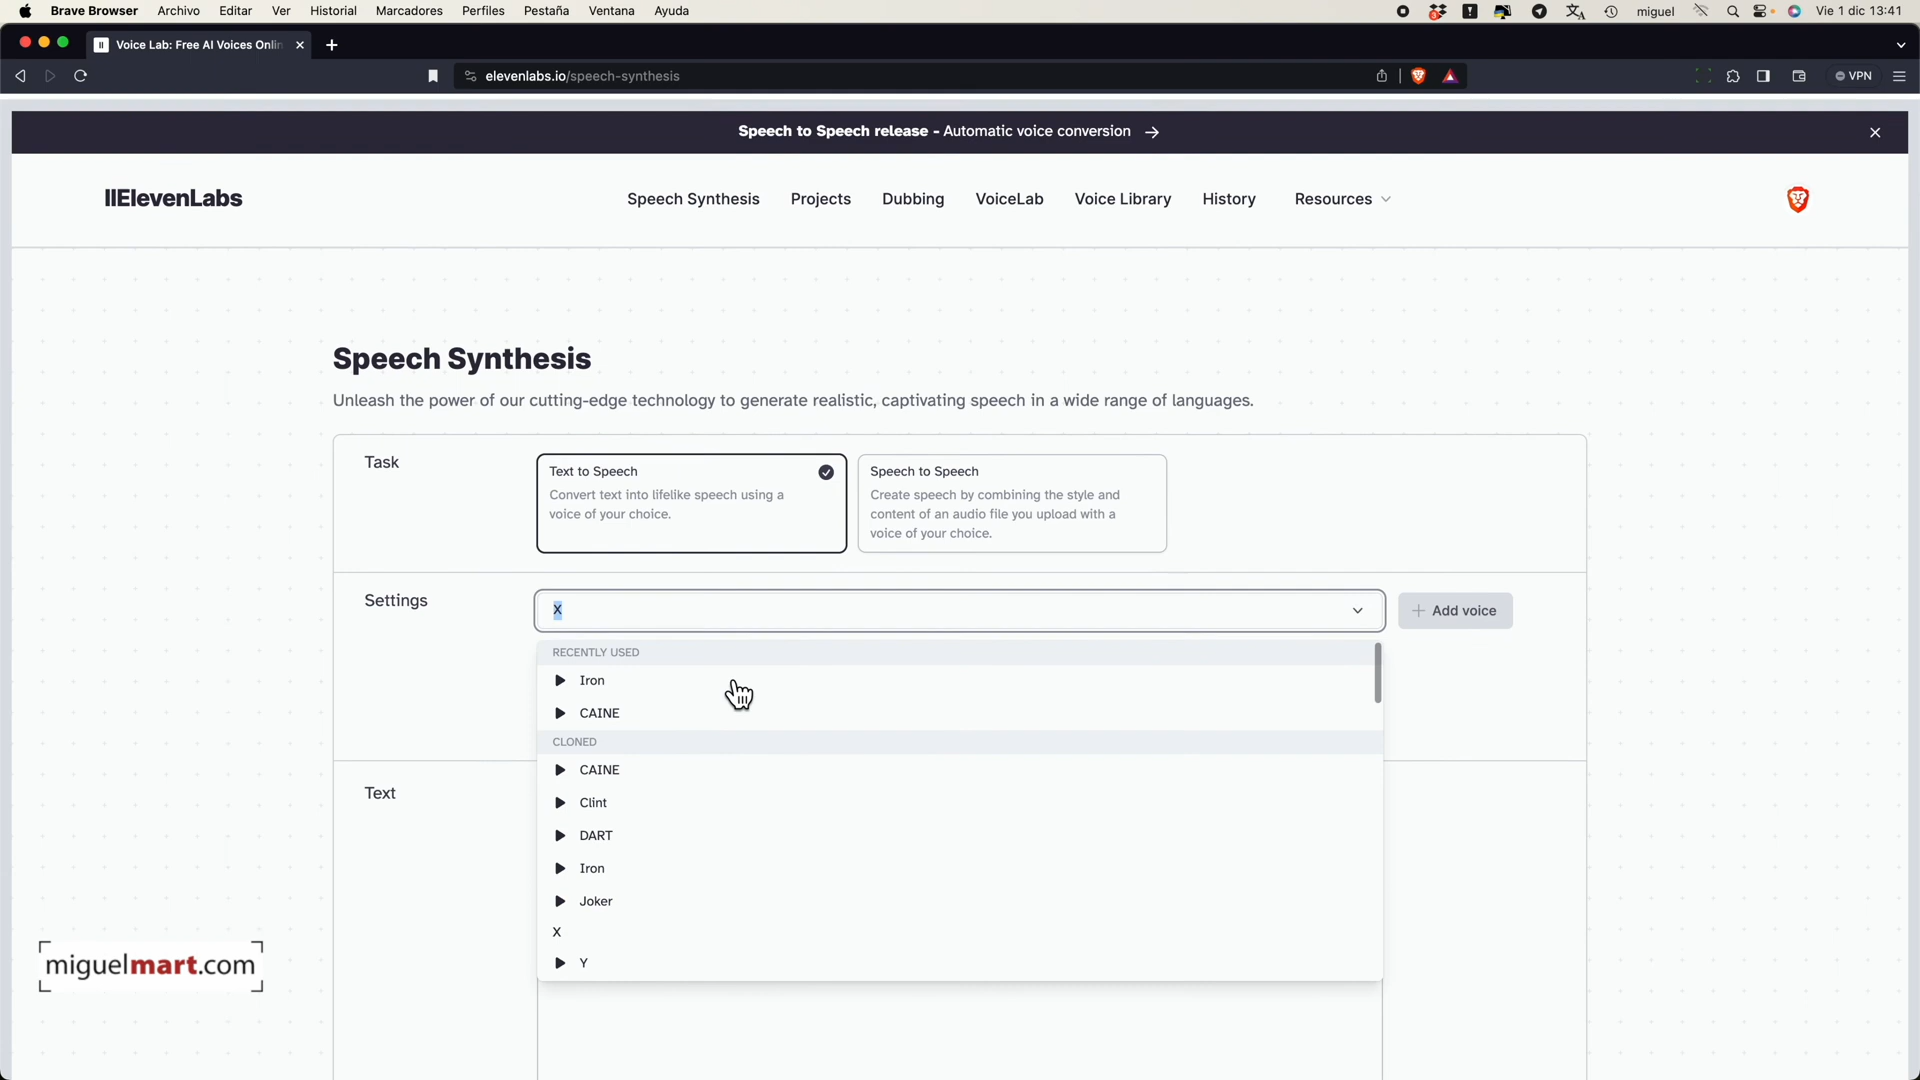 Brave Browser Archivo Editar Ver Historial Marcadores Perfiles Pestaña Ventana Ayuda miguel Vie 1 dic 13:41
Voice Lab: Free AI Voices Onlin
elevenlabs.io/speech-synthesis VPN
Speech to Speech release - Automatic voice conversion →
IIElevenLabs Speech Synthesis Projects Dubbing VoiceLab Voice Library History Resources
Speech Synthesis
Unleash the power of our cutting-edge technology to generate realistic, captivating speech in a wide range of languages.
Task
Text to Speech
Convert text into lifelike speech using a
voice of your choice.
Speech to Speech
Create speech by combining the style and
content of an audio file you upload with a
voice of your choice.
Settings
X
+ Add voice
RECENTLY USED
Iron
CAINE
CLONED
CAINE
Clint
DART
Iron
Joker
X
Y
Text
miguelmart.com